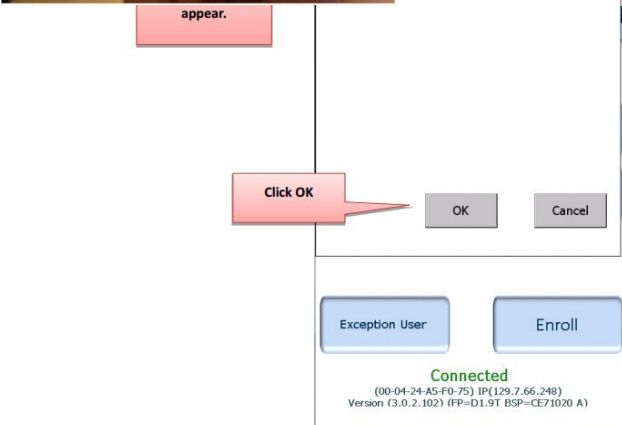 appear.
Click OK
OK
Cancel
Exception User
Enroll
Connected
(00-04-24-A5-F0-75) IP(129.7.66.248)
Version (3.0.2.102) (FP=D1.9T BSP=CE71020 A)